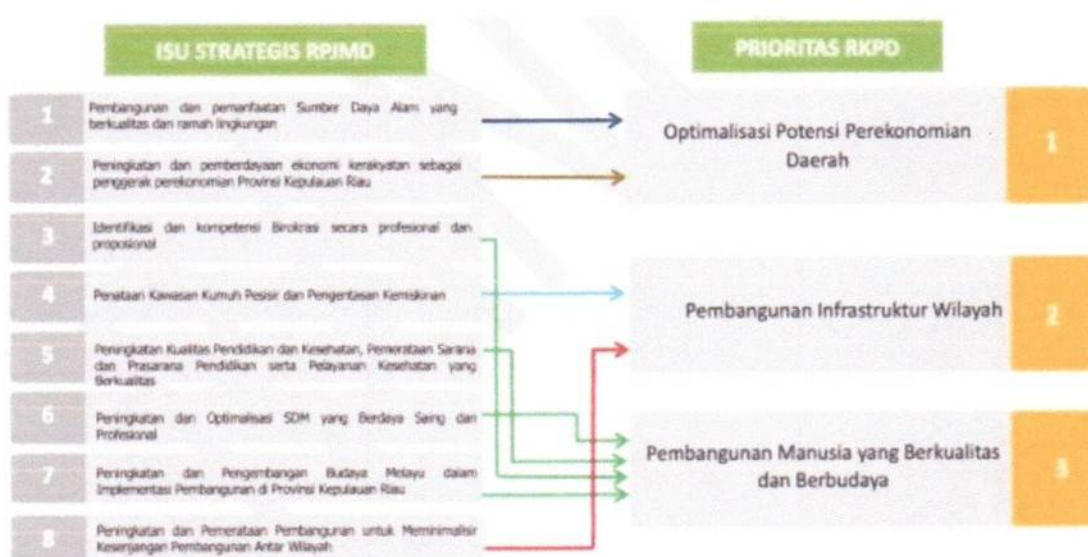 ISU STRATEGIS RPJMD
PRIORITAS RKPD
1
Pembangunan dan pemanfaatan Sumber Daya Alam yang
berkualitas dan ramah lingkungan
2
Peningkatan dan pemberdayaan ekonomi kerakyatan sebagai
penggerak perekonomian Provinsi Kepulauan Riau
3
Identifikasi dan kompetensi Birokrasi secara profesional dan
proposional
4
Penataan Kawasan Kumuh Pesisir dan Pengentasan Kemiskinan
5
Peningkatan Kualitas Pendidikan dan Kesehatan, Pemerataan Sarana
dan Prasarana Pendidikan serta Pelayanan Kesehatan yang
Berkualitas
6
Peningkatan dan Optimalisasi SDM yang Berdaya Saing dan
Profesional
7
Peningkatan dan Pengembangan Budaya Melayu dalam
Implementasi Pembangunan di Provinsi Kepulauan Riau
8
Peningkatan dan Pemerataan Pembangunan untuk Meminimalisir
Kesenjangan Pembangunan Antar Wilayah
Optimalisasi Potensi Perekonomian
Daerah
1
Pembangunan Infrastruktur Wilayah
2
Pembangunan Manusia yang Berkualitas
dan Berbudaya
3